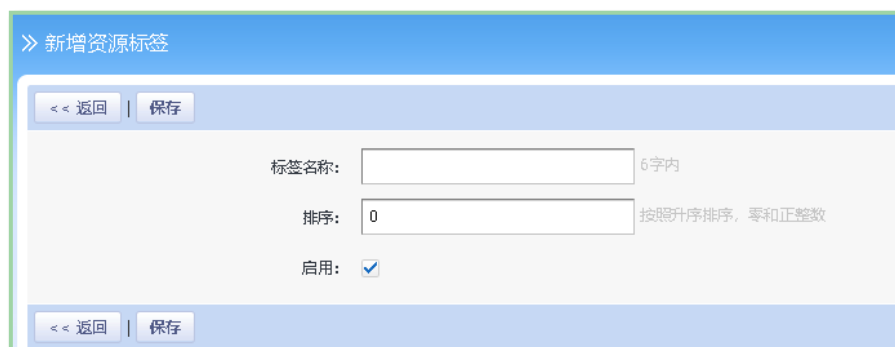 >> 新增资源标签
<< 返回 | 保存
标签名称: 6字内
排序: 0 按照升序排序, 零和正整数
启用:
<< 返回 | 保存